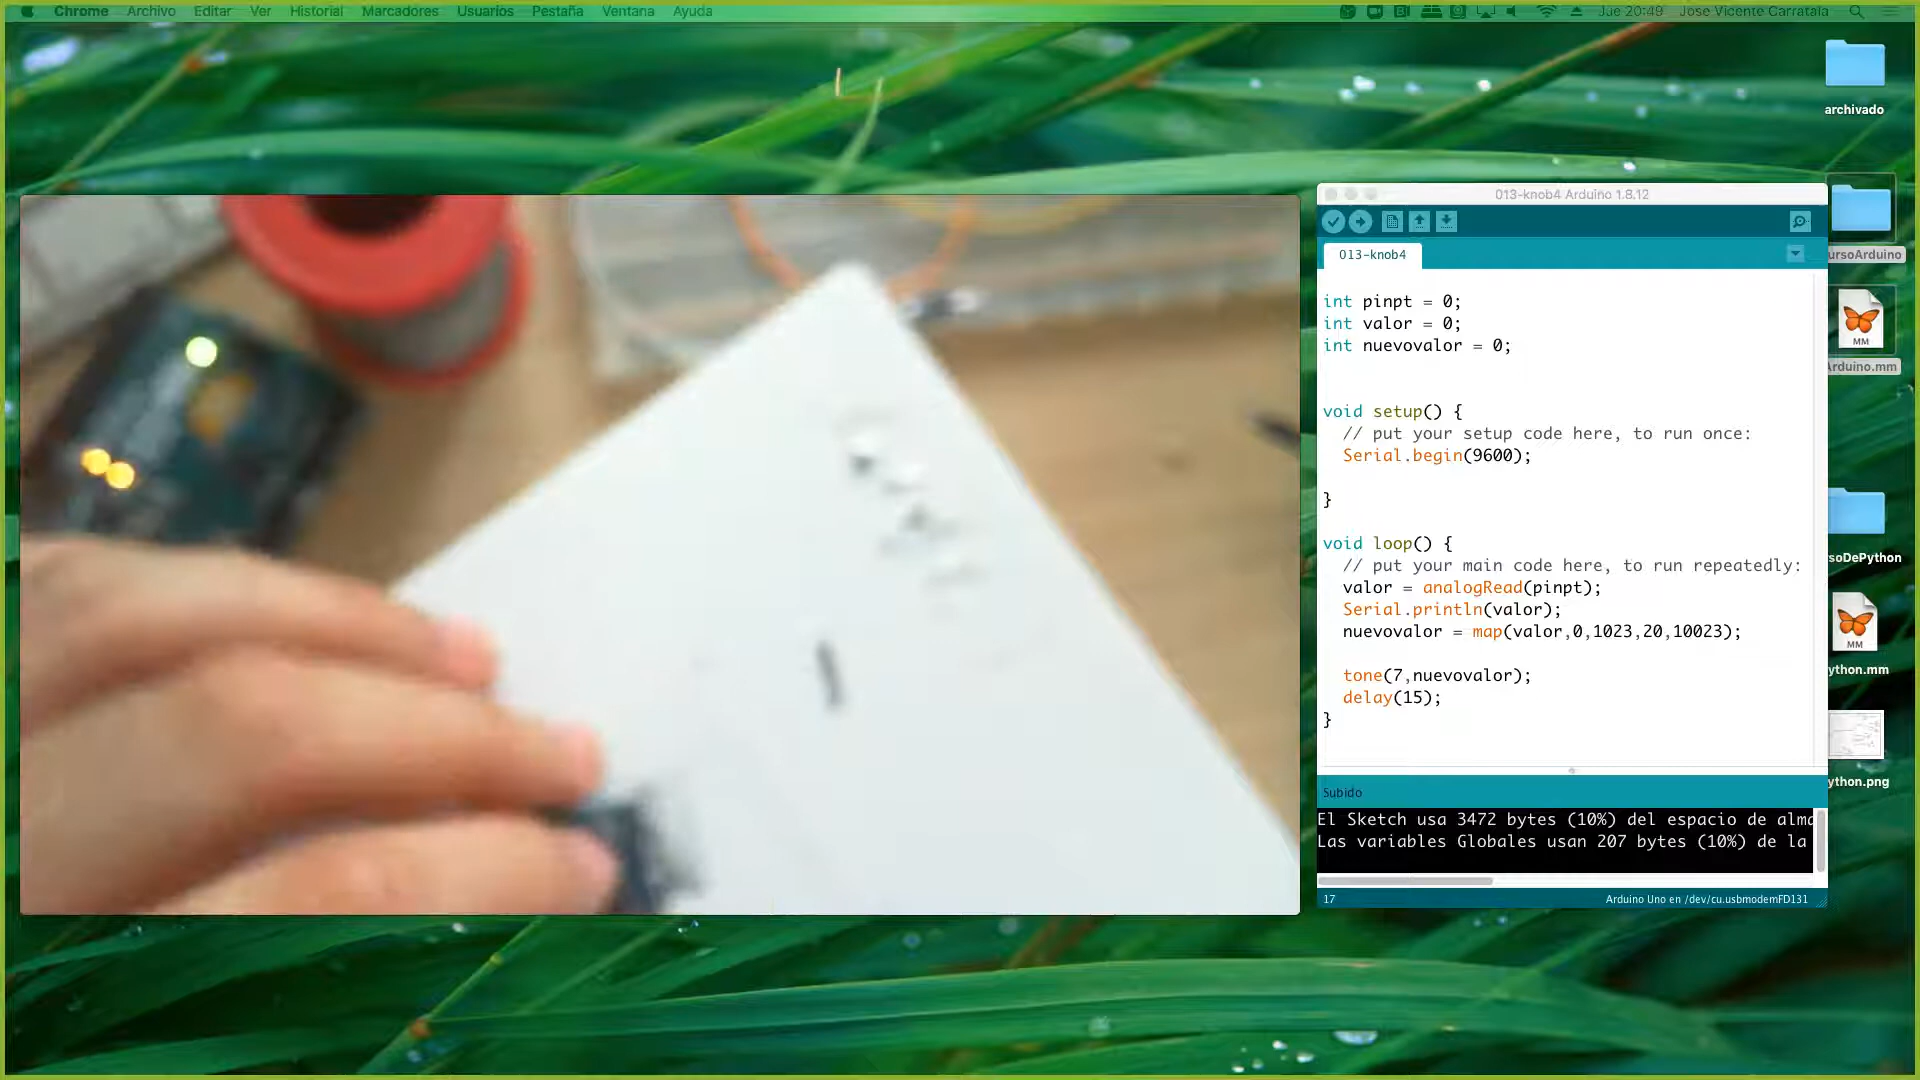 Chrome Archivo Editar Ver Historial Marcadores Usuarios Pestaña Ventana Ayuda
Jue 20:49 Jose Vicente Carratala
archivado
013-knob4 Arduino 1.8.12
013-knob4
ursoArduino
int pinpt = 0;
int valor = 0;
int nuevovalor = 0;
MM
Arduino.mm
void setup() {
// put your setup code here, to run once:
Serial.begin(9600);
}
void loop() {
// put your main code here, to run repeatedly:
valor = analogRead(pinpt);
Serial.println(valor);
nuevovalor = map(valor,0,1023,20,10023);
tone(7,nuevovalor);
delay(15);
}
soDePython
MM
ython.mm
ython.png
Subido
El Sketch usa 3472 bytes (10%) del espacio de alma
Las variables Globales usan 207 bytes (10%) de la
17
Arduino Uno en /dev/cu.usbmodemFD131